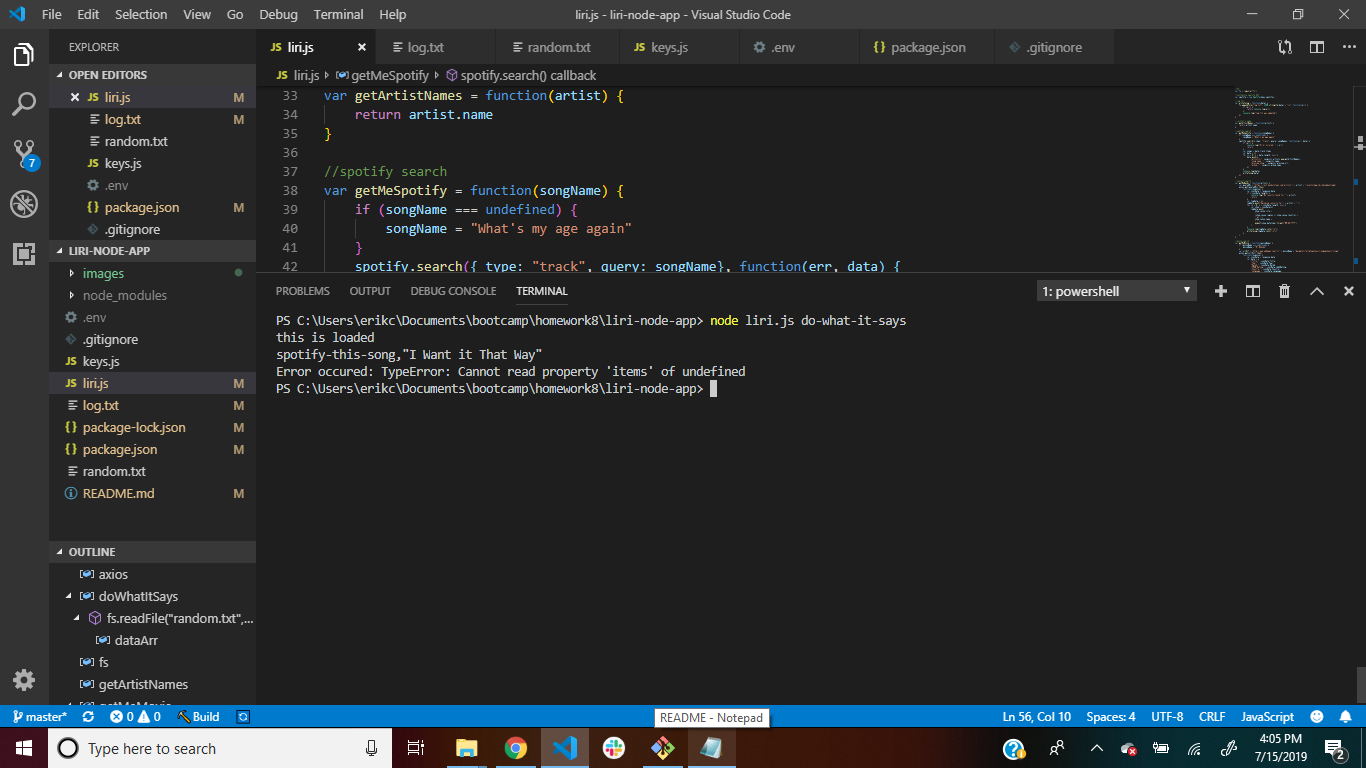 File Edit Selection View Go Debug Terminal Help
liri.js - liri-node-app - Visual Studio Code
EXPLORER
OPEN EDITORS
JS liri.js M
log.txt M
random.txt
JS keys.js
.env
{} package.json M
.gitignore
LIRI-NODE-APP
images
node_modules
.env
.gitignore
JS keys.js
JS liri.js M
log.txt M
{} package-lock.json M
{} package.json M
random.txt
README.md M
OUTLINE
axios
doWhatItSays
fs.readFile("random.txt",...
dataArr
fs
getArtistNames
7
JS liri.js
log.txt
random.txt
JS keys.js
.env
{} package.json
.gitignore
JS liri.js getMeSpotify spotify.search() callback
33 var getArtistNames = function(artist) {
34 return artist.name
35 }
36
37 //spotify search
38 var getMeSpotify = function(songName) {
39 if (songName === undefined) {
40 songName = "What's my age again"
41 }
42 spotify.search({ type: "track", query: songName}, function(err, data) {
PROBLEMS OUTPUT DEBUG CONSOLE TERMINAL
1: powershell
PS C:\Users\erikc\Documents\bootcamp\homework8\liri-node-app> node liri.js do-what-it-says
this is loaded
spotify-this-song,"I Want it That Way"
Error occured: TypeError: Cannot read property 'items' of undefined
PS C:\Users\erikc\Documents\bootcamp\homework8\liri-node-app>
master* 0 0 Build
README - Notepad
Ln 56, Col 10 Spaces: 4 UTF-8 CRLF JavaScript
Type here to search
4:05 PM
7/15/2019
2